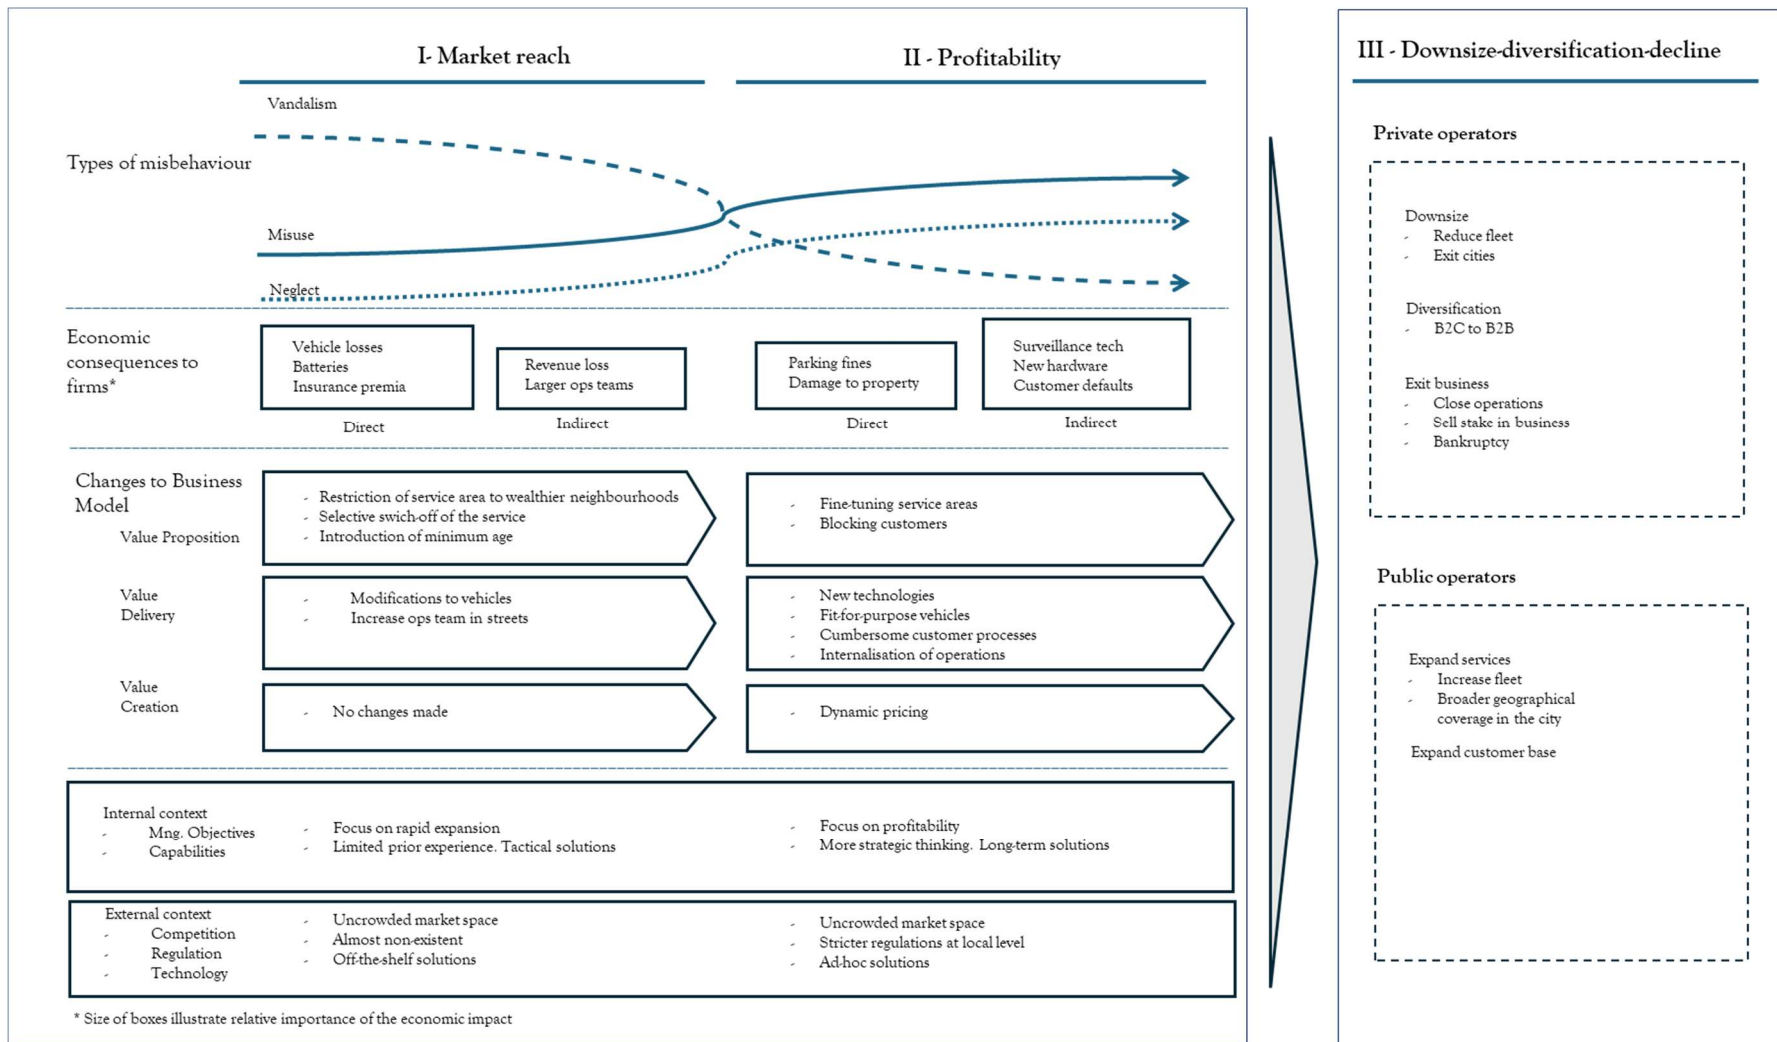 I- Market reach
II - Profitability
III - Downsize-diversification-decline
Types of misbehaviour
Vandalism
Misuse
Neglect
Economic
consequences to
firms*
Vehicle losses
Batteries
Insurance premia
Direct
Revenue loss
Larger ops teams
Indirect
Parking fines
Damage to property
Direct
Surveillance tech
New hardware
Customer defaults
Indirect
Changes to Business
Model
Value Proposition
- Restriction of service area to wealthier neighbourhoods
- Selective swich-off of the service
- Introduction of minimum age
- Fine-tuning service areas
- Blocking customers
Value
Delivery
- Modifications to vehicles
- Increase ops team in streets
- New technologies
- Fit-for-purpose vehicles
- Cumbersome customer processes
- Internalisation of operations
Value
Creation
- No changes made
- Dynamic pricing
Internal context
- Mng. Objectives
- Capabilities
- Focus on rapid expansion
- Limited prior experience. Tactical solutions
- Focus on profitability
- More strategic thinking. Long-term solutions
External context
- Competition
- Regulation
- Technology
- Uncrowded market space
- Almost non-existent
- Off-the-shelf solutions
- Uncrowded market space
- Stricter regulations at local level
- Ad-hoc solutions
* Size of boxes illustrate relative importance of the economic impact
Private operators
Downsize
- Reduce fleet
- Exit cities
Diversification
- B2C to B2B
Exit business
- Close operations
- Sell stake in business
- Bankruptcy
Public operators
Expand services
- Increase fleet
- Broader geographical
coverage in the city
Expand customer base